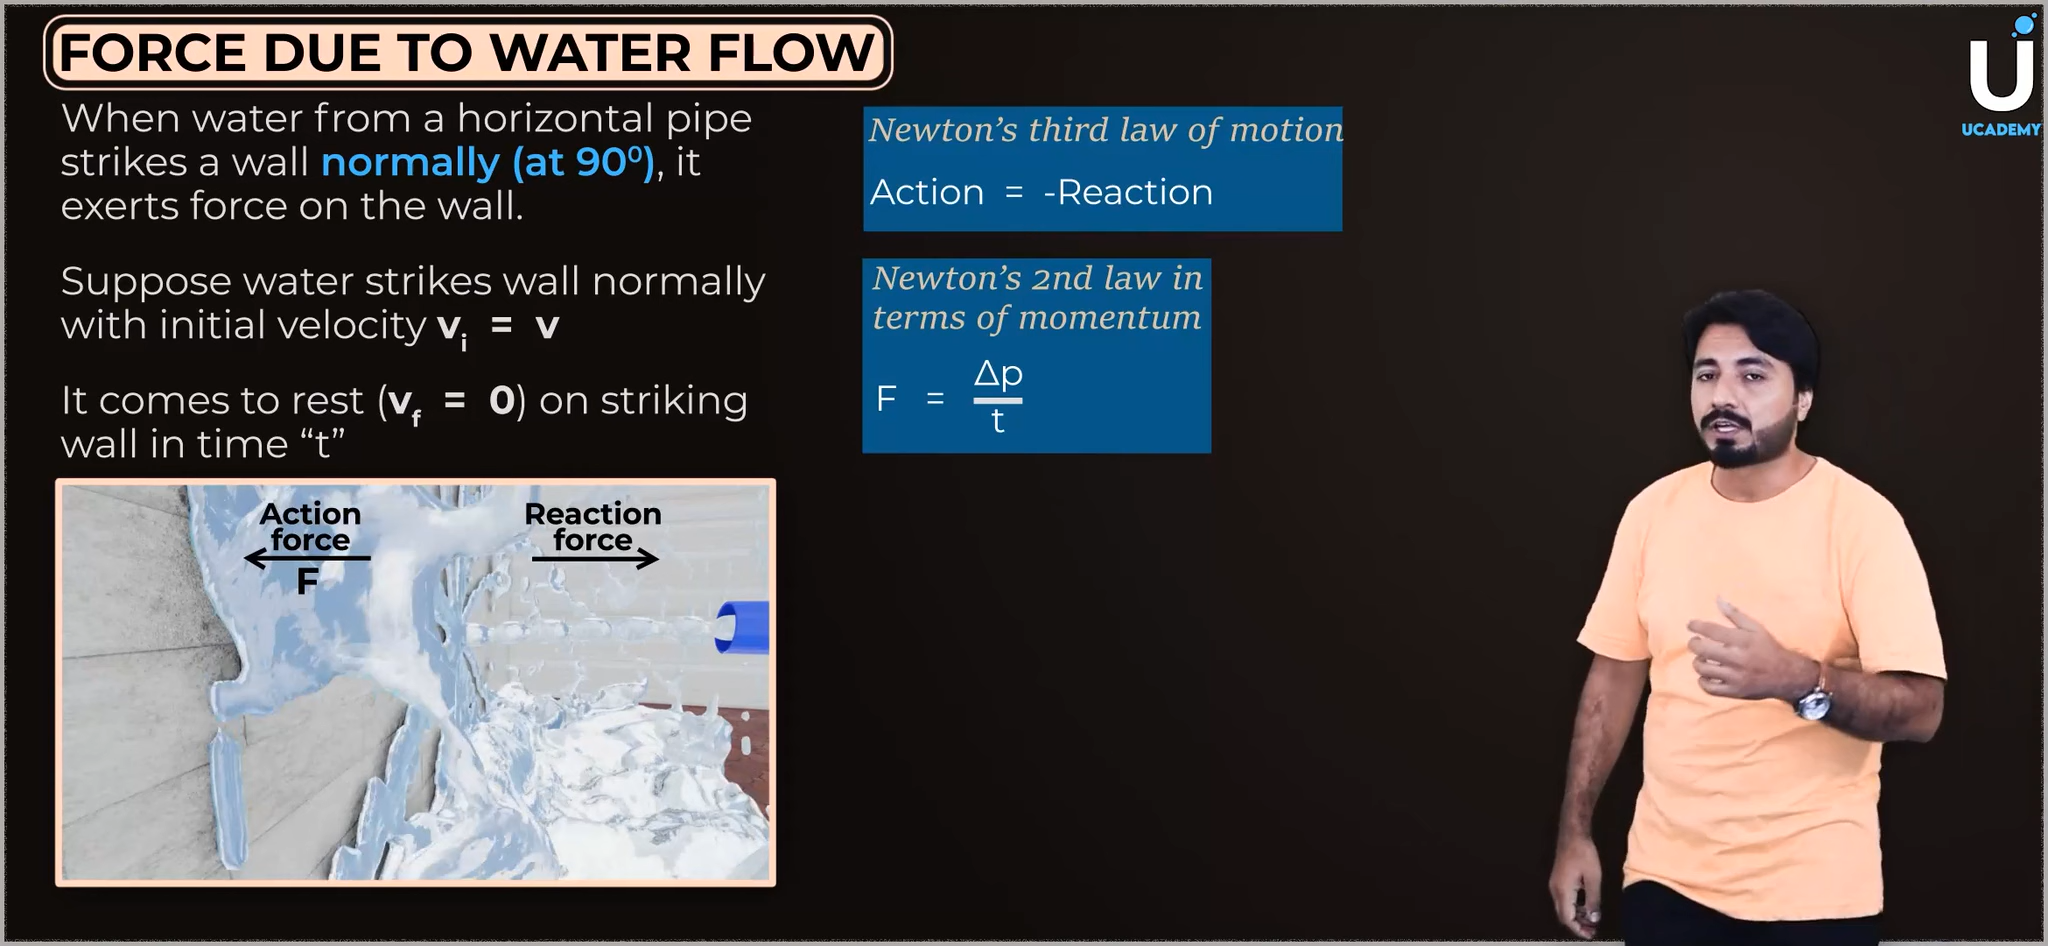 FORCE DUE TO WATER FLOW
When water from a horizontal pipe
strikes a wall normally (at 90⁰), it
exerts force on the wall.
Suppose water strikes wall normally
with initial velocity vᵢ = v
It comes to rest (v_f = 0) on striking
wall in time “t”
Action
force
F
Reaction
force
Newton’s third law of motion
Action = -Reaction
Newton’s 2nd law in
terms of momentum
F = Δp
t
U
UCADEMY